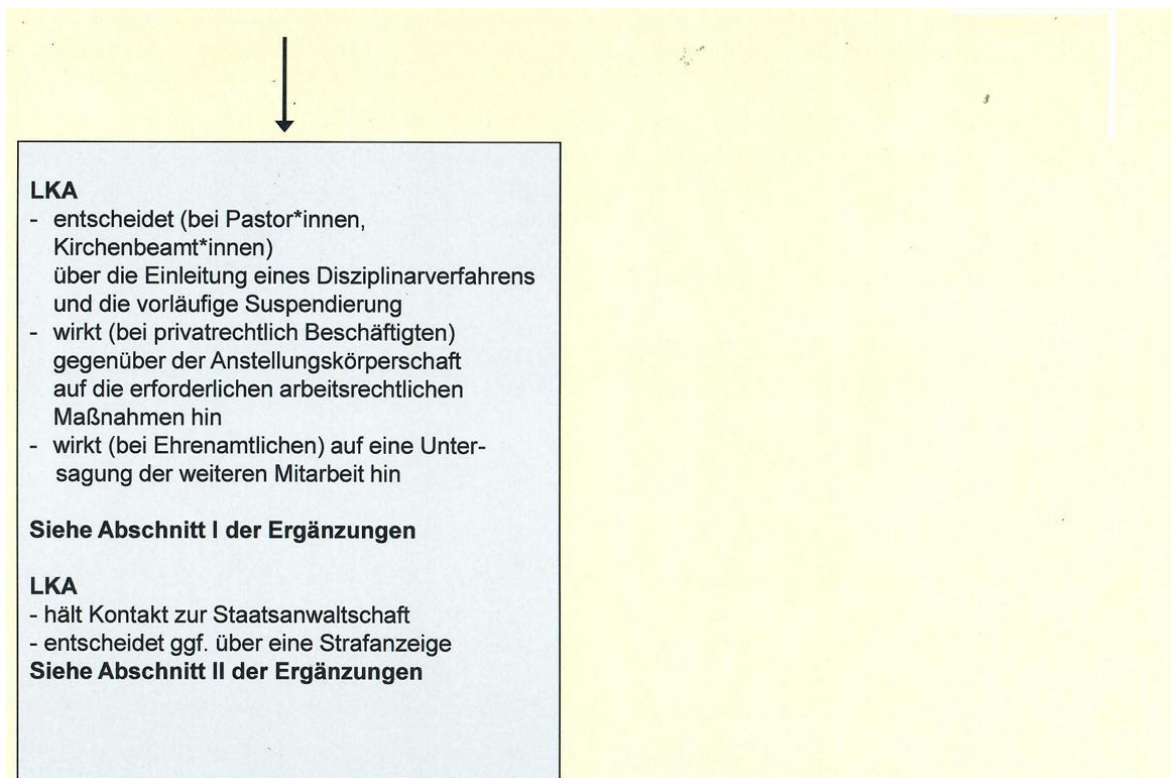 LKA
- entscheidet (bei Pastor*innen,
Kirchenbeamt*innen)
über die Einleitung eines Disziplinarverfahrens
und die vorläufige Suspendierung
- wirkt (bei privatrechtlich Beschäftigten)
gegenüber der Anstellungskörperschaft
auf die erforderlichen arbeitsrechtlichen
Maßnahmen hin
- wirkt (bei Ehrenamtlichen) auf eine Unter-
sagung der weiteren Mitarbeit hin
Siehe Abschnitt I der Ergänzungen
LKA
- hält Kontakt zur Staatsanwaltschaft
- entscheidet ggf. über eine Strafanzeige
Siehe Abschnitt II der Ergänzungen